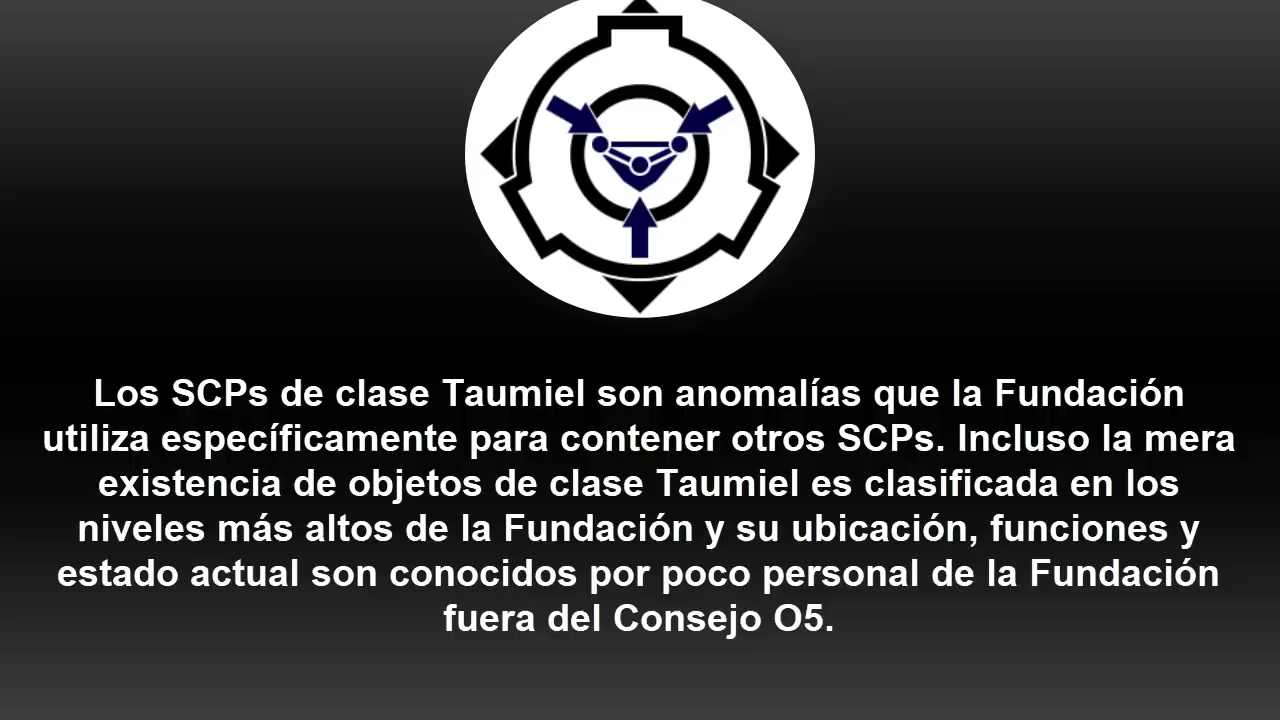 Los SCPs de clase Taumiel son anomalías que la Fundación
utiliza específicamente para contener otros SCPs. Incluso la mera
existencia de objetos de clase Taumiel es clasificada en los
niveles más altos de la Fundación y su ubicación, funciones y
estado actual son conocidos por poco personal de la Fundación
fuera del Consejo O5.